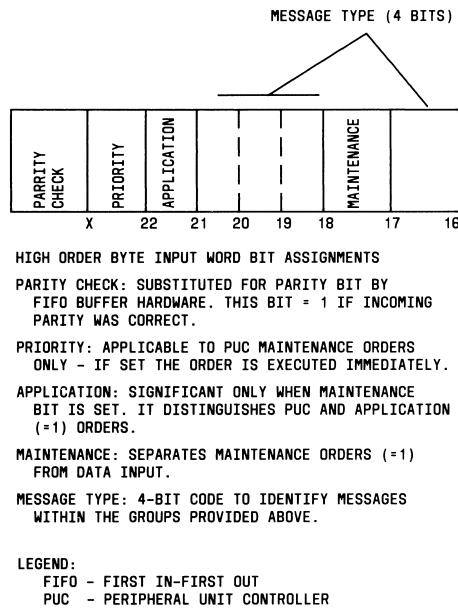 MESSAGE TYPE (4 BITS)
PARRITY
CHECK
PRIORITY
APPLICATION
MAINTENANCE
X 22 21 20 19 18 17 16
HIGH ORDER BYTE INPUT WORD BIT ASSIGNMENTS
PARITY CHECK: SUBSTITUTED FOR PARITY BIT BY
FIFO BUFFER HARDWARE. THIS BIT = 1 IF INCOMING
PARITY WAS CORRECT.
PRIORITY: APPLICABLE TO PUC MAINTENANCE ORDERS
ONLY - IF SET THE ORDER IS EXECUTED IMMEDIATELY.
APPLICATION: SIGNIFICANT ONLY WHEN MAINTENANCE
BIT IS SET. IT DISTINGUISHES PUC AND APPLICATION
(=1) ORDERS.
MAINTENANCE: SEPARATES MAINTENANCE ORDERS (=1)
FROM DATA INPUT.
MESSAGE TYPE: 4-BIT CODE TO IDENTIFY MESSAGES
WITHIN THE GROUPS PROVIDED ABOVE.
LEGEND:
FIFO - FIRST IN-FIRST OUT
PUC - PERIPHERAL UNIT CONTROLLER